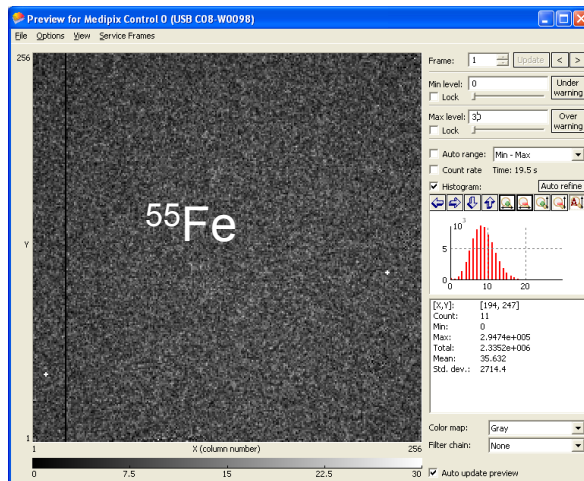 Preview for Medipix Control 0 (USB C08-W0098)
File Options View Service Frames
256
Y
1
55Fe
1 X (column number) 256
0 7.5 15 22.5 30
Frame: 1 Update < >
Min level: 0 Under warning
Lock
Max level: 30 Over warning
Lock
Auto range: Min - Max
Count rate Time: 19.5 s
Histogram: Auto refine
10 3
5
0
0 10 20
[X,Y]: [194, 247]
Count: 11
Min: 0
Max: 2.9474e+005
Total: 2.3352e+006
Mean: 35.632
Std. dev.: 2714.4
Color map: Gray
Filter chain: None
Auto update preview